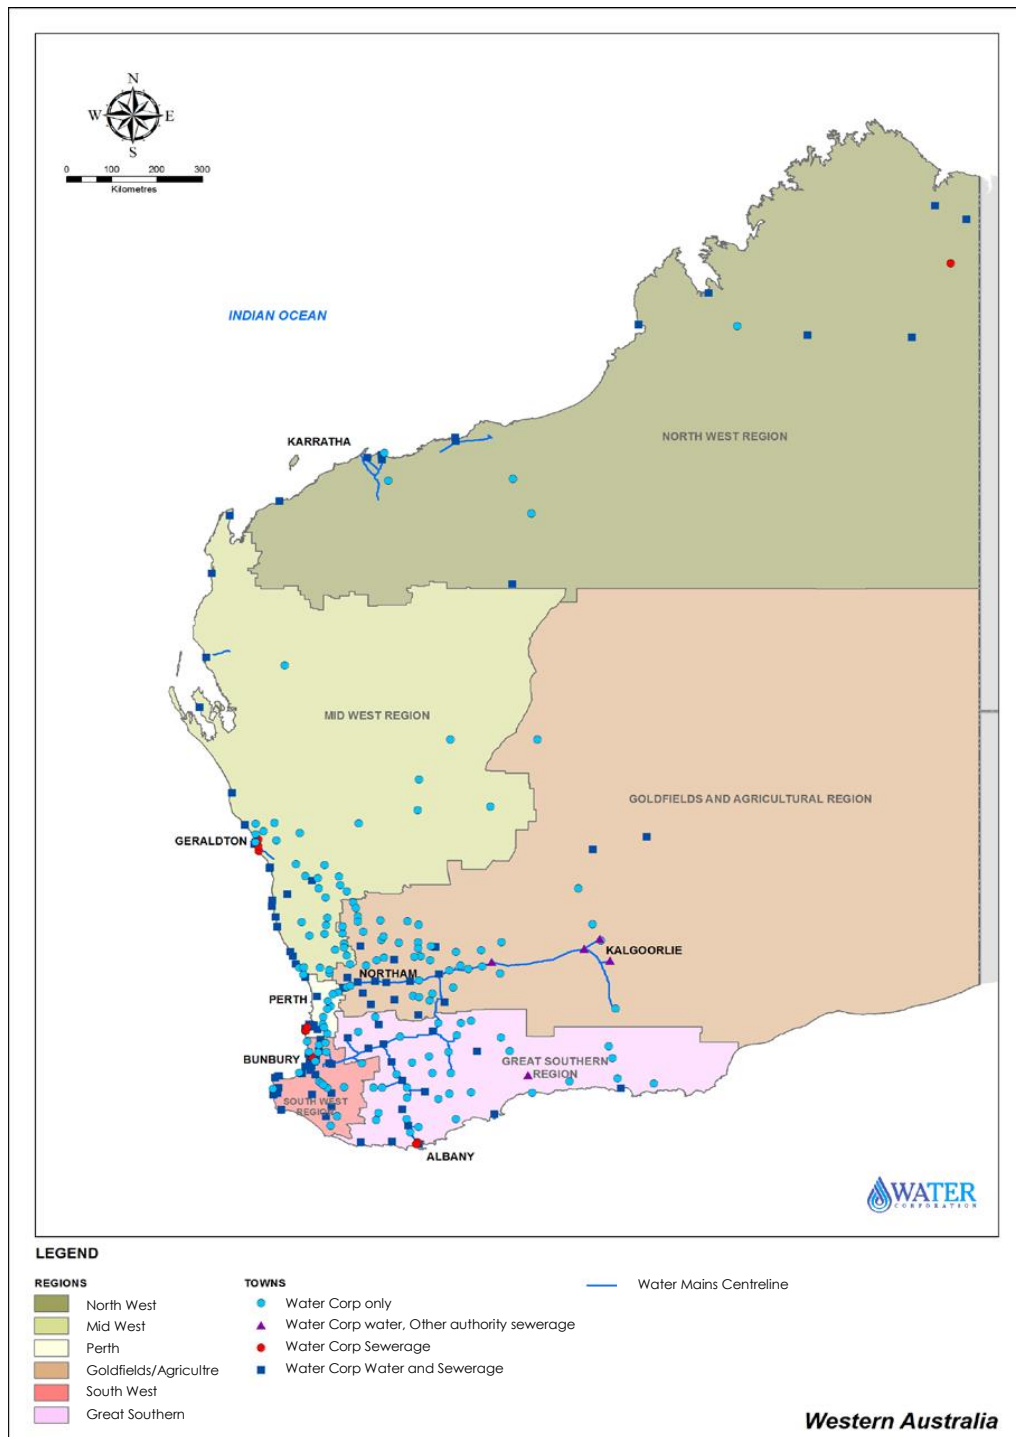 N
W E
S
0 100 200 300
Kilometres
INDIAN OCEAN
KARRATHA
NORTH WEST REGION
MID WEST REGION
GOLDFIELDS AND AGRICULTURAL REGION
GERALDTON
KALGOORLIE
NORTHAM
PERTH
BUNBURY
GREAT SOUTHERN
REGION
SOUTH WEST
REGION
ALBANY
WATER
CORPORATION
LEGEND
REGIONS
North West
Mid West
Perth
Goldfields/Agricultre
South West
Great Southern
TOWNS
Water Corp only
Water Corp water, Other authority sewerage
Water Corp Sewerage
Water Corp Water and Sewerage
Water Mains Centreline
Western Australia